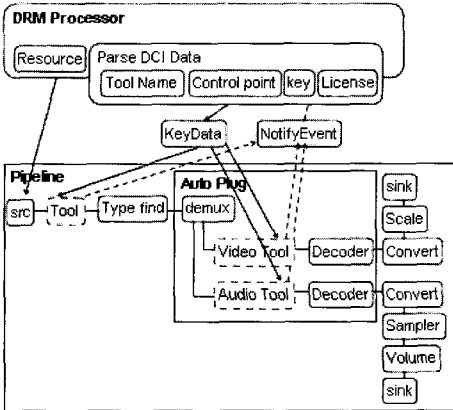 DRM Processor
Resource
Parse DCI Data
Tool Name
Control point
key
License
KeyData
NotifyEvent
Pipeline
Auto Plug
src
Tool
Type find
demux
sink
Scale
Video Tool
Decoder
Convert
Audio Tool
Decoder
Convert
Sampler
Volume
sink